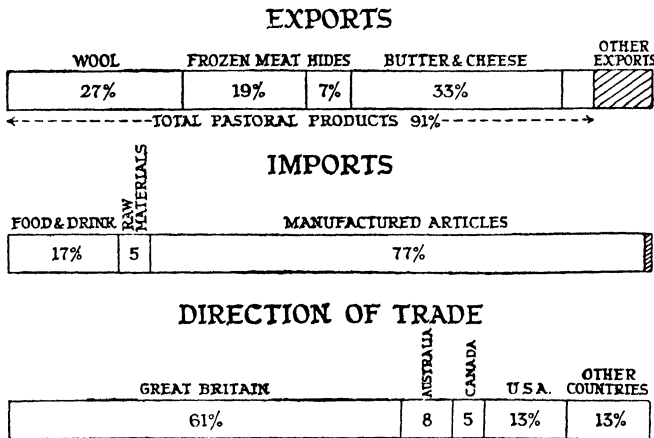 EXPORTS
WOOL FROZEN MEAT HIDES BUTTER & CHEESE OTHER EXPORTS
27% 19% 7% 33%
TOTAL PASTORAL PRODUCTS 91%
IMPORTS
FOOD & DRINK RAW MATERIALS MANUFACTURED ARTICLES
17% 5 77%
DIRECTION OF TRADE
GREAT BRITAIN AUSTRALIA CANADA U.S.A. OTHER COUNTRIES
61% 8 5 13% 13%